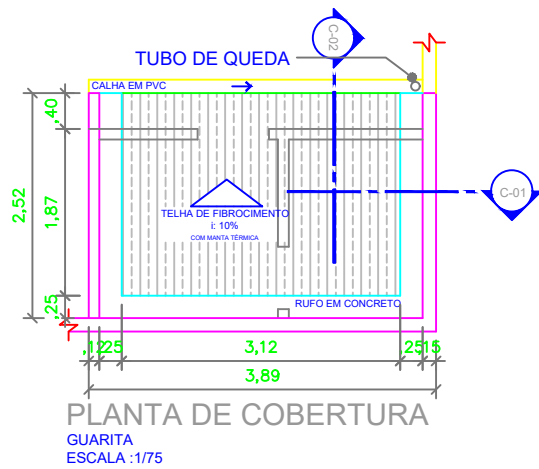 C-02
TUBO DE QUEDA
CALHA EM PVC
,40
2,52
1,87
C-01
TELHA DE FIBROCIMENTO
i: 10%
COM MANTA TÉRMICA
,25
RUFO EM CONCRETO
,12
,25
3,12
,25
,15
3,89
PLANTA DE COBERTURA
GUARITA
ESCALA :1/75